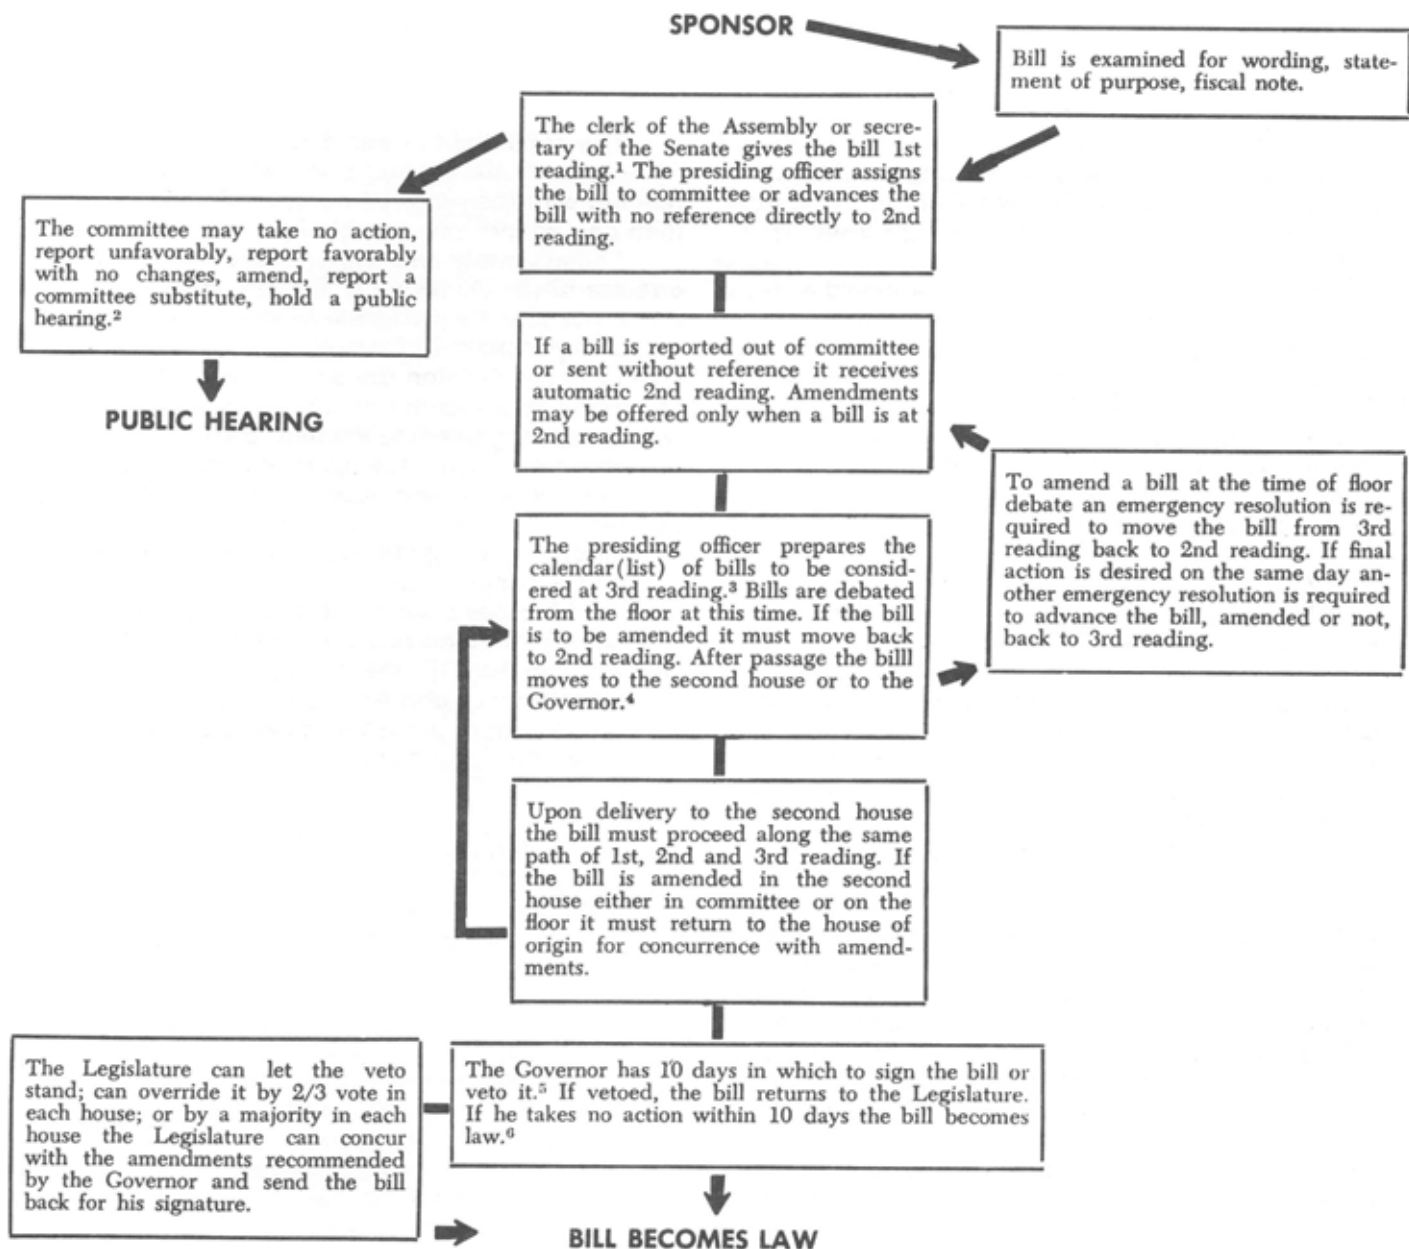 SPONSOR
Bill is examined for wording, state-
ment of purpose, fiscal note.
The clerk of the Assembly or secre-
tary of the Senate gives the bill 1st
reading.¹ The presiding officer assigns
the bill to committee or advances the
bill with no reference directly to 2nd
reading.
The committee may take no action,
report unfavorably, report favorably
with no changes, amend, report a
committee substitute, hold a public
hearing.²
PUBLIC HEARING
If a bill is reported out of committee
or sent without reference it receives
automatic 2nd reading. Amendments
may be offered only when a bill is at
2nd reading.
To amend a bill at the time of floor
debate an emergency resolution is re-
quired to move the bill from 3rd
reading back to 2nd reading. If final
action is desired on the same day an-
other emergency resolution is required
to advance the bill, amended or not,
back to 3rd reading.
The presiding officer prepares the
calendar(list) of bills to be consid-
ered at 3rd reading.³ Bills are debated
from the floor at this time. If the bill
is to be amended it must move back
to 2nd reading. After passage the billl
moves to the second house or to the
Governor.⁴
Upon delivery to the second house
the bill must proceed along the same
path of 1st, 2nd and 3rd reading. If
the bill is amended in the second
house either in committee or on the
floor it must return to the house of
origin for concurrence with amend-
ments.
The Legislature can let the veto
stand; can override it by 2/3 vote in
each house; or by a majority in each
house the Legislature can concur
with the amendments recommended
by the Governor and send the bill
back for his signature.
The Governor has 10 days in which to sign the bill or
veto it.⁵ If vetoed, the bill returns to the Legislature.
If he takes no action within 10 days the bill becomes
law.⁶
BILL BECOMES LAW